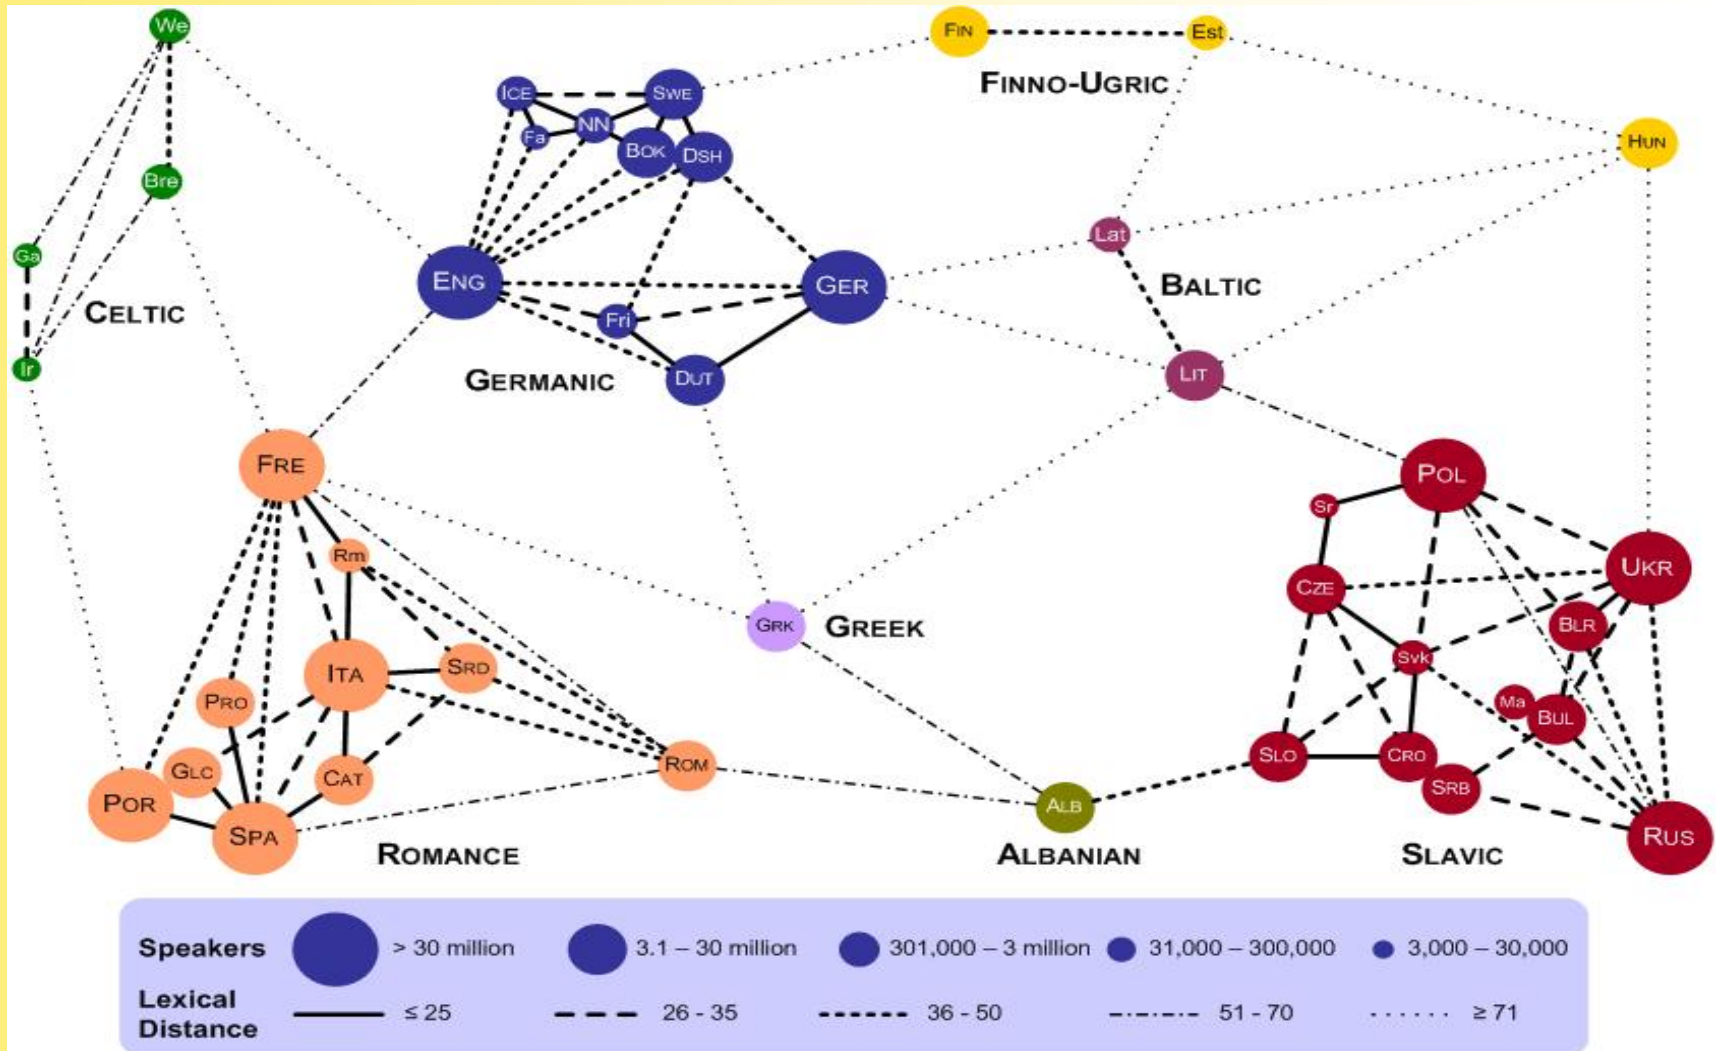 We
FIN
Est
FINNO-UGRIC
ICE
SWE
NN
Fa
BOK
DSH
HUN
Bre
Lat
Ga
ENG
GER
BALTIC
CELTIC
Fri
Ir
GERMANIC
DUT
LIT
FRE
POL
Sr
Rm
UKR
CZE
GRK
GREEK
BLR
Svk
ITA
SRD
PRO
Ma
BUL
GLC
CAT
ROM
SLO
CRO
SRB
POR
SPA
ALB
RUS
ROMANCE
ALBANIAN
SLAVIC
Speakers > 30 million 3.1 – 30 million 301,000 – 3 million 31,000 – 300,000 3,000 – 30,000
Lexical
Distance ≤ 25 26 - 35 36 - 50 51 - 70 ≥ 71